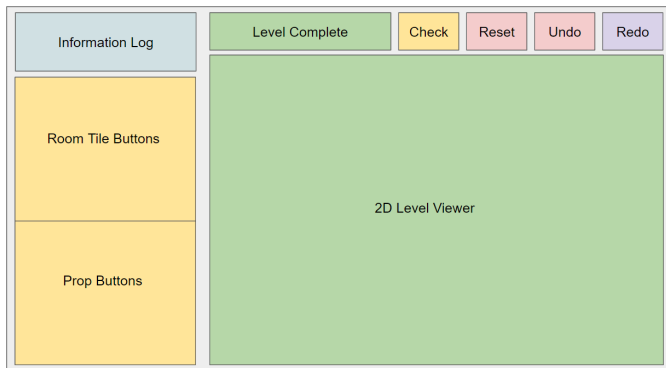 Information Log
Level Complete
Check
Reset
Undo
Redo
Room Tile Buttons
2D Level Viewer
Prop Buttons